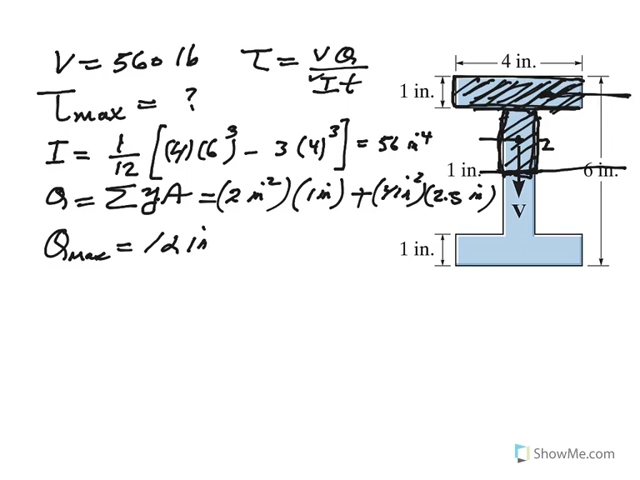 V = 560 lb τ = VQ / It
τmax = ?
I = 1/12 [(4)(6)³ − 3(4)³] = 56 in⁴
Q = Σ y A = (2 in²)(1 in) + (4 in²)(2.5 in)
Qmax = 12 in
4 in.
1 in.
2
1 in. 6 in.
V
1 in.
ShowMe.com